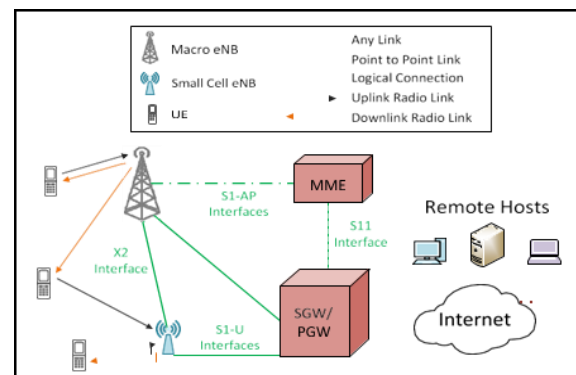 Macro eNB
Small Cell eNB
UE
Any Link
Point to Point Link
Logical Connection
Uplink Radio Link
Downlink Radio Link
S1-AP
Interfaces
MME
S11
Interface
Remote Hosts
X2
Interface
SGW/
PGW
S1-U
Interfaces
Internet